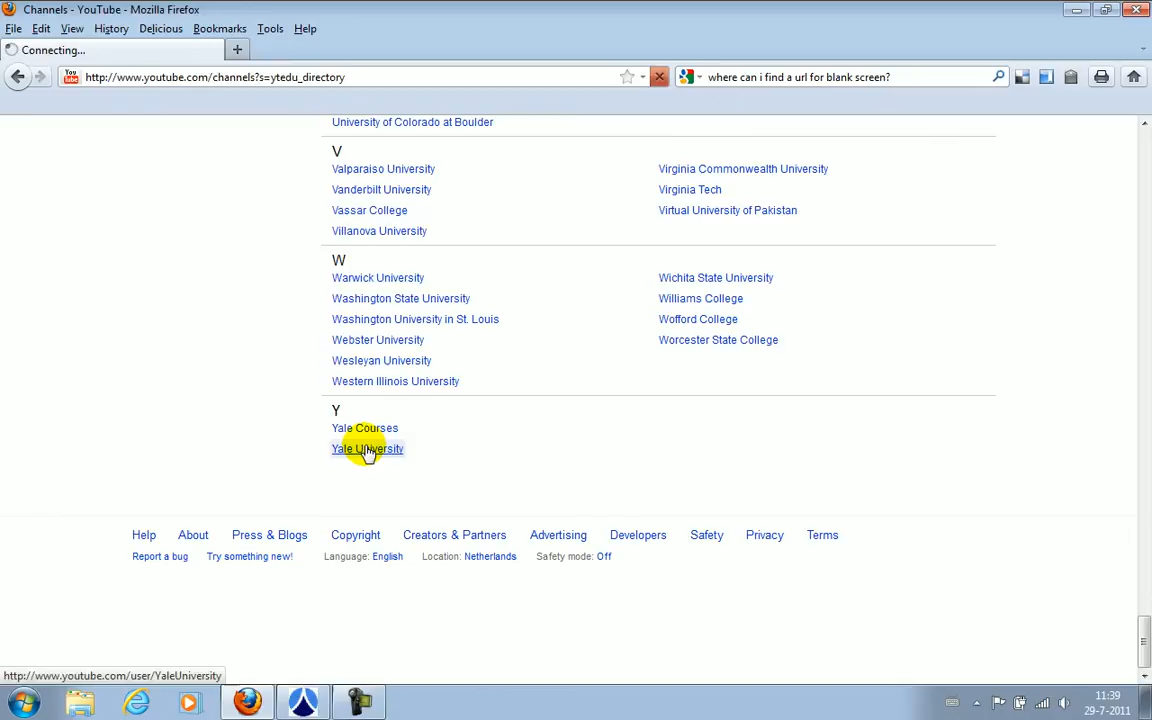 Channels - YouTube - Mozilla Firefox
File Edit View History Delicious Bookmarks Tools Help
Connecting...
You Tube http://www.youtube.com/channels?s=ytedu_directory where can i find a url for blank screen?
University of Colorado at Boulder
V
Valparaiso University Virginia Commonwealth University
Vanderbilt University Virginia Tech
Vassar College Virtual University of Pakistan
Villanova University
W
Warwick University Wichita State University
Washington State University Williams College
Washington University in St. Louis Wofford College
Webster University Worcester State College
Wesleyan University
Western Illinois University
Y
Yale Courses
Yale University
Help About Press & Blogs Copyright Creators & Partners Advertising Developers Safety Privacy Terms
Report a bug Try something new! Language: English Location: Netherlands Safety mode: Off
http://www.youtube.com/user/YaleUniversity
11:39
29-7-2011